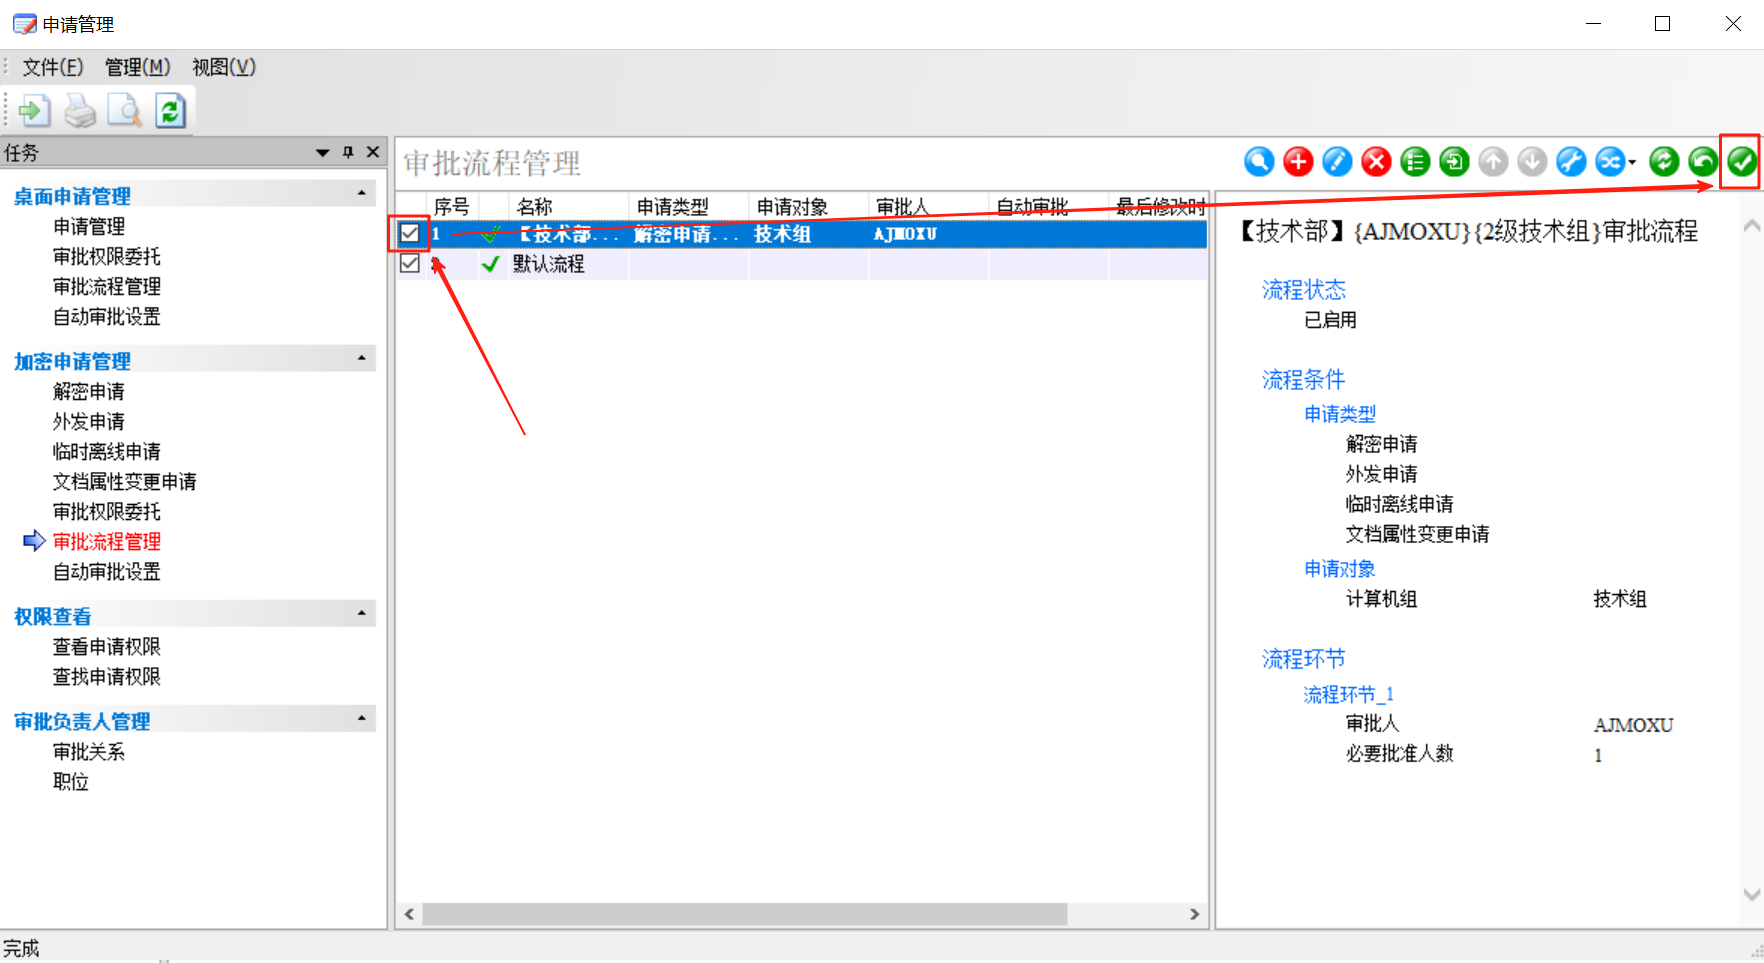 申请管理
文件(F) 管理(M) 视图(V)
任务
桌面申请管理
申请管理
审批权限委托
审批流程管理
自动审批设置
加密申请管理
解密申请
外发申请
临时离线申请
文档属性变更申请
审批权限委托
审批流程管理
自动审批设置
权限查看
查看申请权限
查找申请权限
审批负责人管理
审批关系
职位
审批流程管理
序号 名称 申请类型 申请对象 审批人 自动审批 最后修改时
1 【技术部... 解密申请... 技术组 AJMOXU
默认流程
【技术部】{AJMOXU}{2级技术组}审批流程
流程状态
已启用
流程条件
申请类型
解密申请
外发申请
临时离线申请
文档属性变更申请
申请对象
计算机组 技术组
流程环节
流程环节_1
审批人 AJMOXU
必要批准人数 1
完成